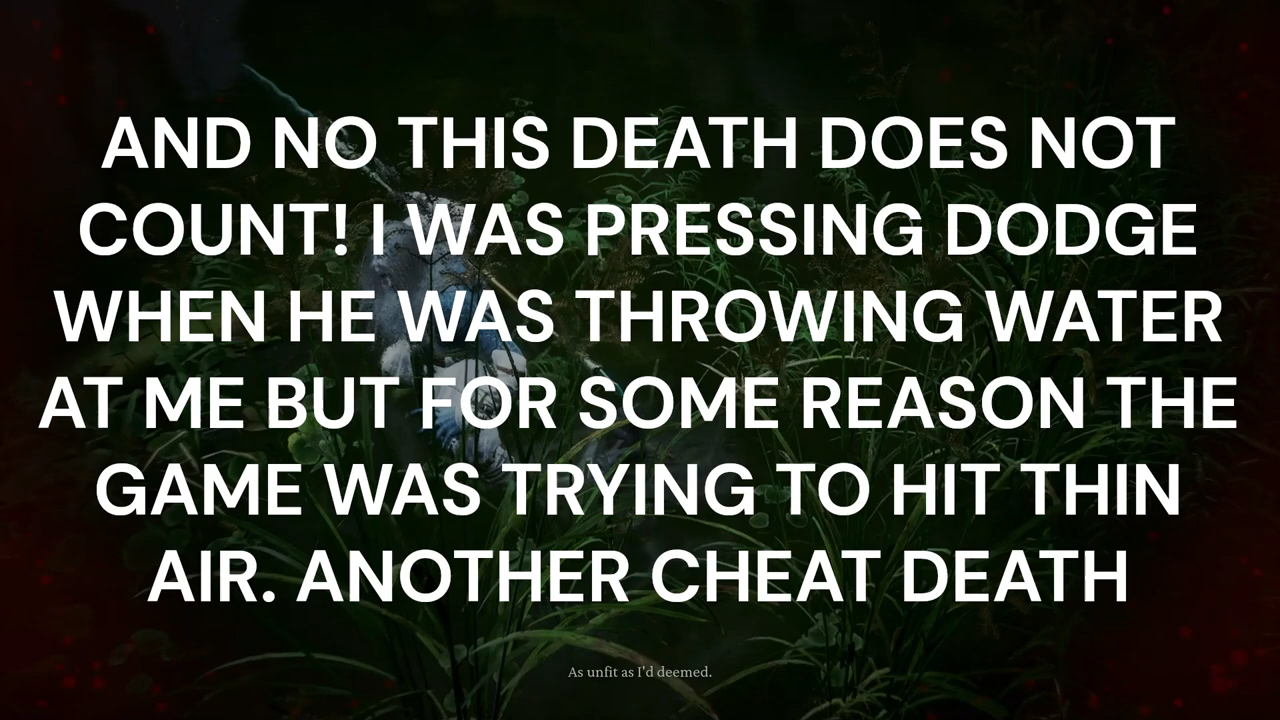 AND NO THIS DEATH DOES NOT
COUNT! I WAS PRESSING DODGE
WHEN HE WAS THROWING WATER
AT ME BUT FOR SOME REASON THE
GAME WAS TRYING TO HIT THIN
AIR. ANOTHER CHEAT DEATH
As unfit as I'd deemed.